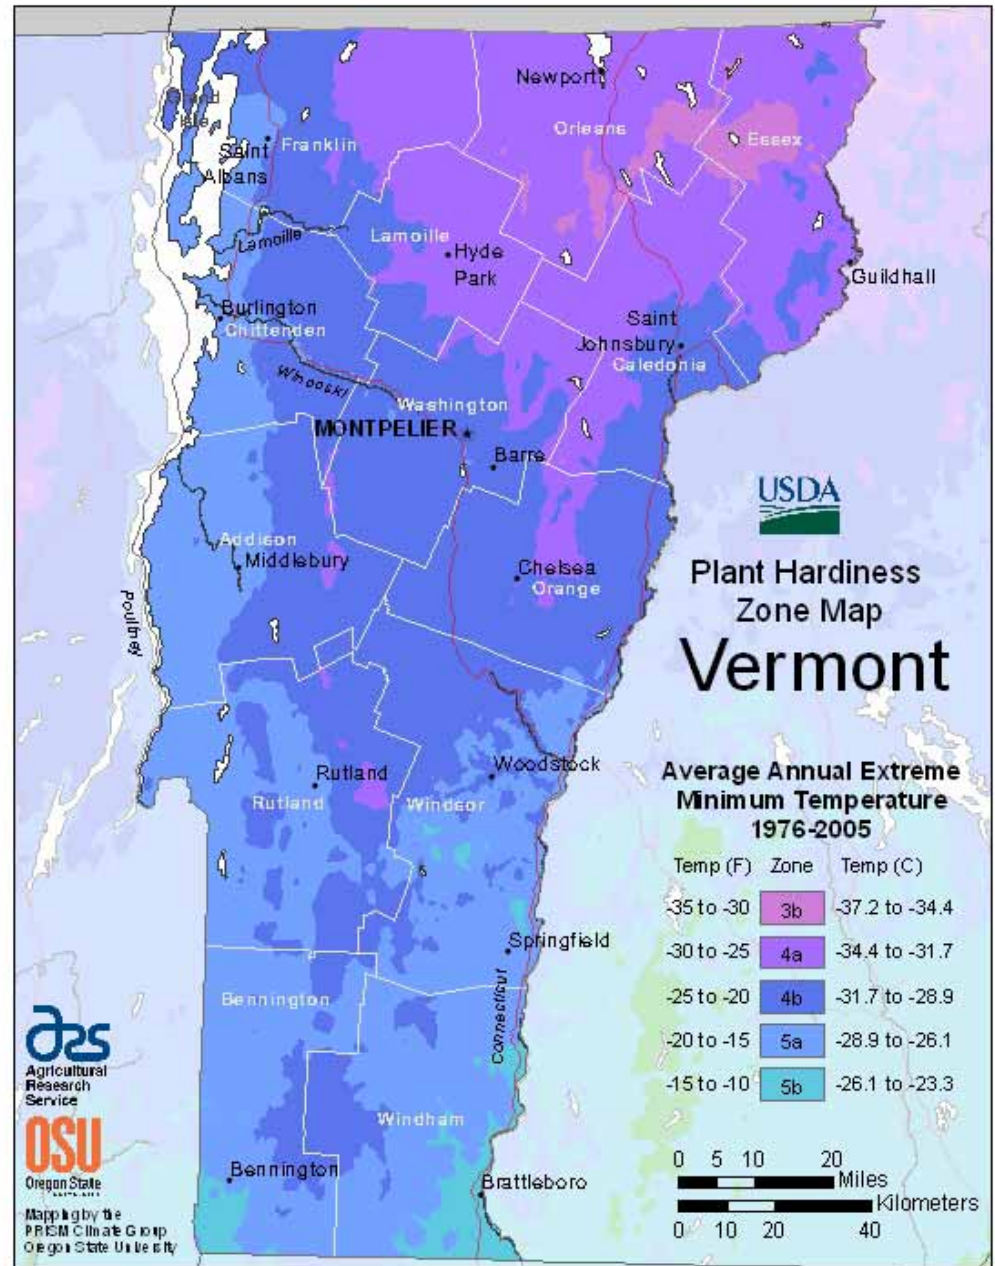 Newport
Orleans
Essex
Grand
Isle
Saint
Albans
Franklin
Lamoille
Lamoille
Hyde
Park
Guildhall
Burlington
Chittenden
Saint
Johnsbury
Caledonia
Winooski
Washington
MONTPELIER
Barre
Addison
Middlebury
Chelsea
Orange
Poultney
Rutland
Rutland
Woodstock
Windsor
Springfield
Connecticut
Bennington
Windham
Bennington
Brattleboro
USDA
Plant Hardiness
Zone Map
Vermont
Average Annual Extreme
Minimum Temperature
1976-2005
Temp (F) Zone Temp (C)
-35 to -30 3b -37.2 to -34.4
-30 to -25 4a -34.4 to -31.7
-25 to -20 4b -31.7 to -28.9
-20 to -15 5a -28.9 to -26.1
-15 to -10 5b -26.1 to -23.3
0 5 10 20
Miles
Kilometers
0 10 20 40
ars
Agricultural
Research
Service
OSU
Oregon State
Mapping by the
PRISM Climate Group
Oregon State University